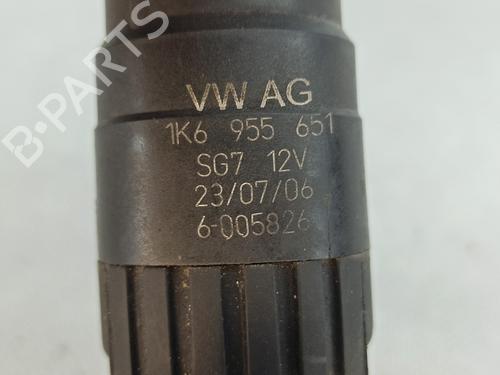 VW AG
1K6 955 651
SG7 12V
23/07/06
6-005826
B-PARTS